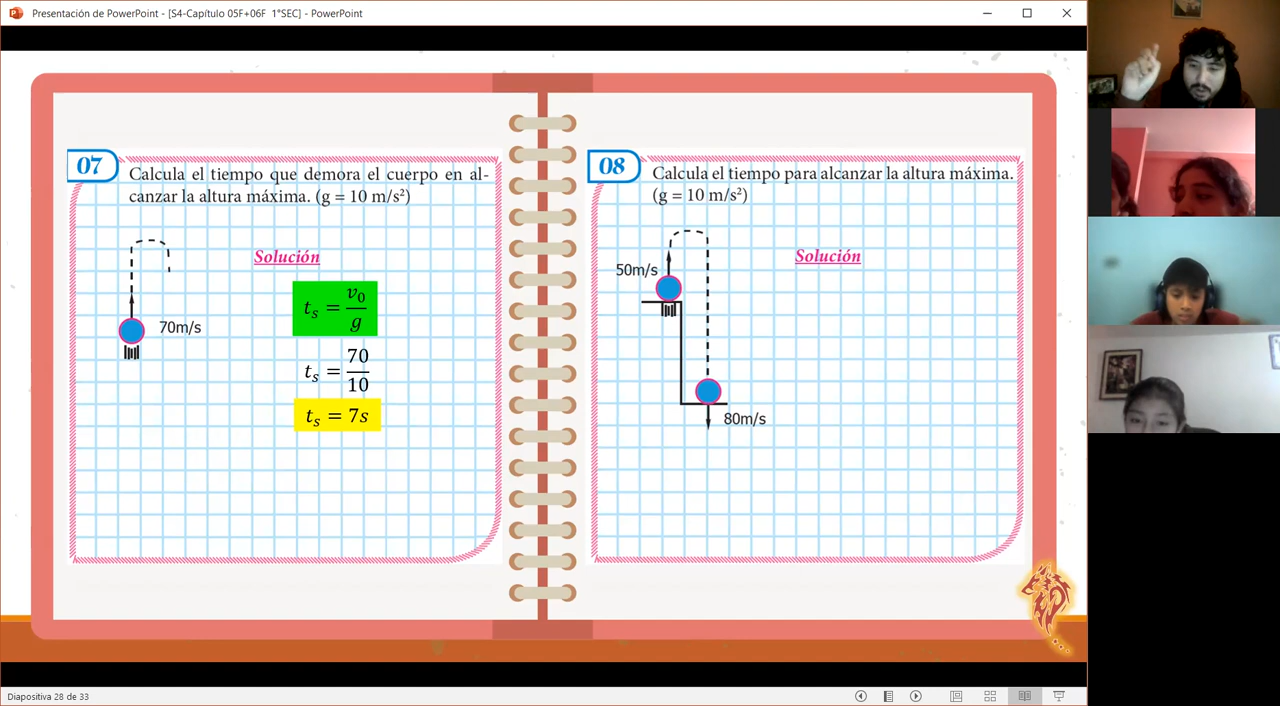 Presentación de PowerPoint - [S4-Capítulo 05F+06F 1°SEC] - PowerPoint
07
Calcula el tiempo que demora el cuerpo en al-
canzar la altura máxima. (g = 10 m/s²)
Solución
t_s = v_0/g
t_s = 70/10
t_s = 7s
70m/s
08
Calcula el tiempo para alcanzar la altura máxima.
(g = 10 m/s²)
Solución
50m/s
80m/s
Diapositiva 28 de 33